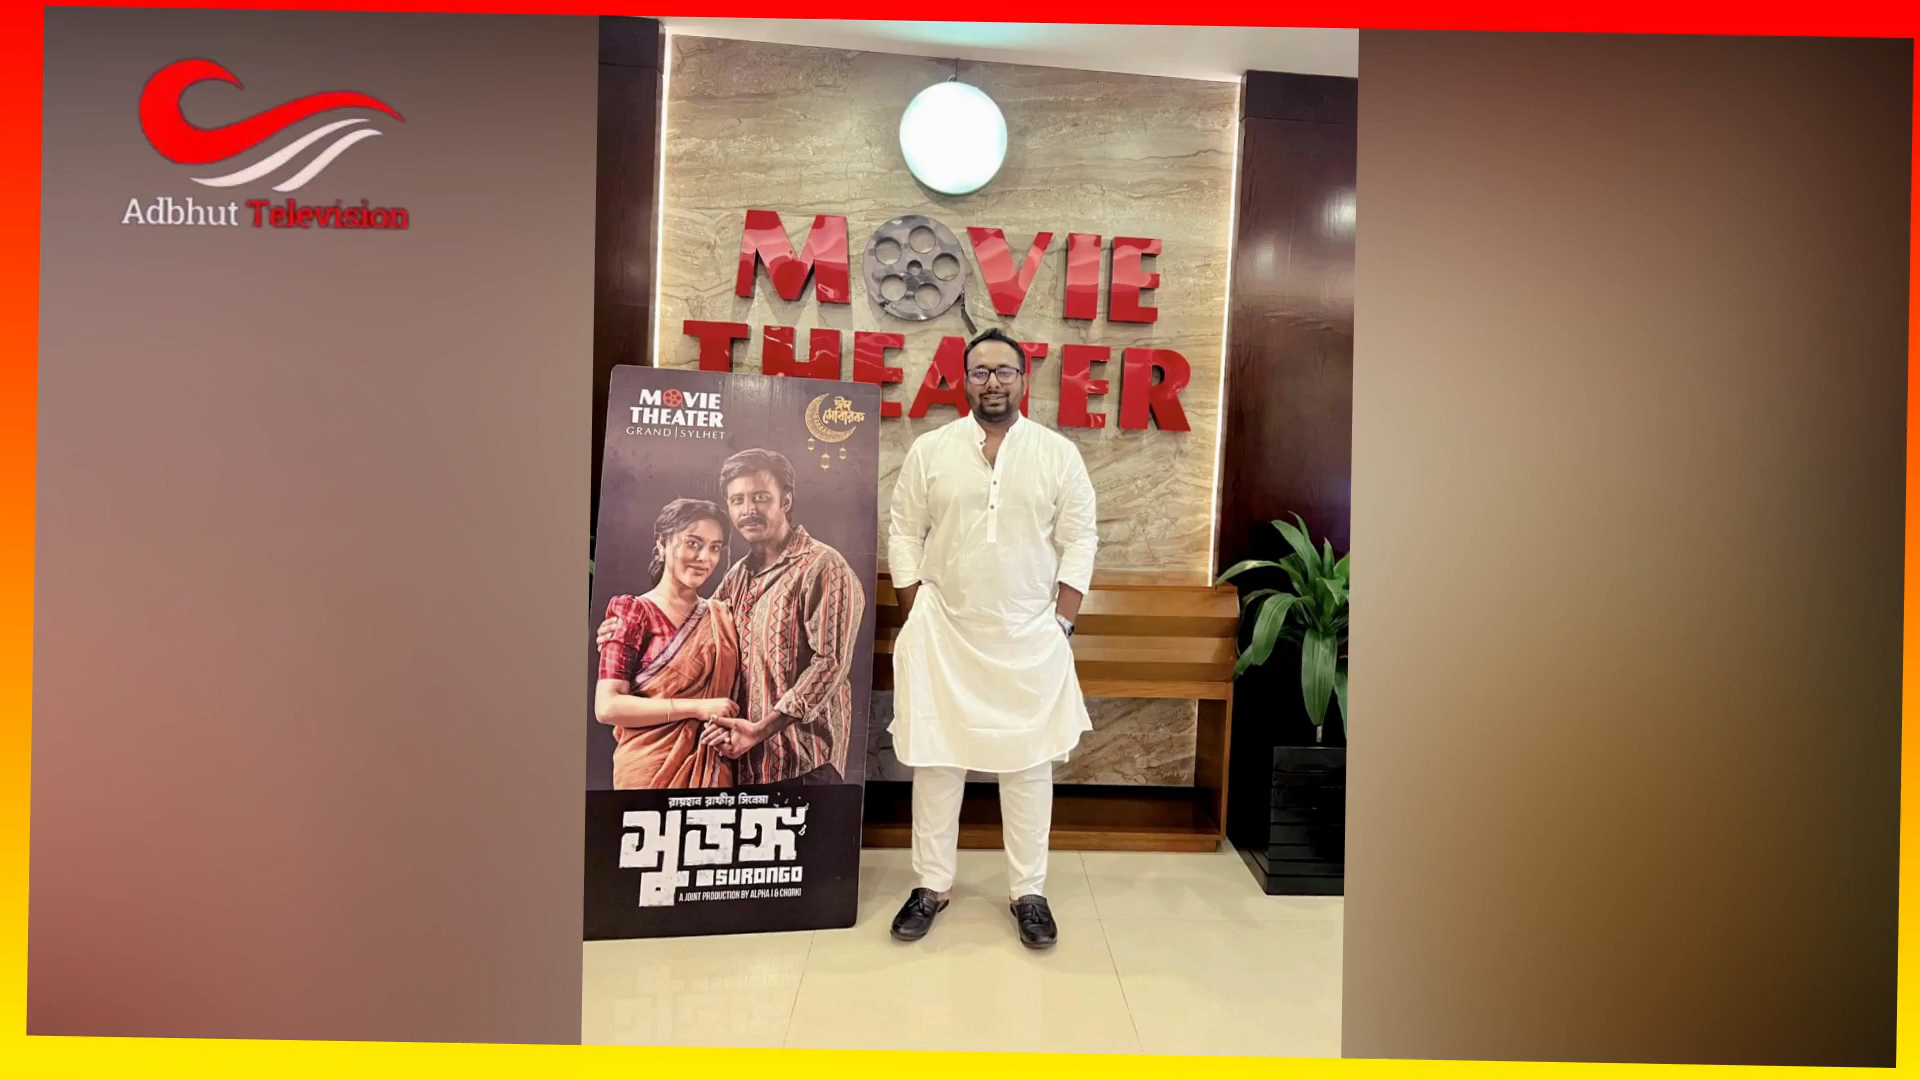 Adbhut Television
MOVIE
THEATER
MOVIE
THEATER
GRAND | SYLHET
ঈদ
মোবারক
রায়হান রাফীর সিনেমা
সুড়ঙ্গ
SURONGO
A JOINT PRODUCTION BY ALPHA I & CHORKI